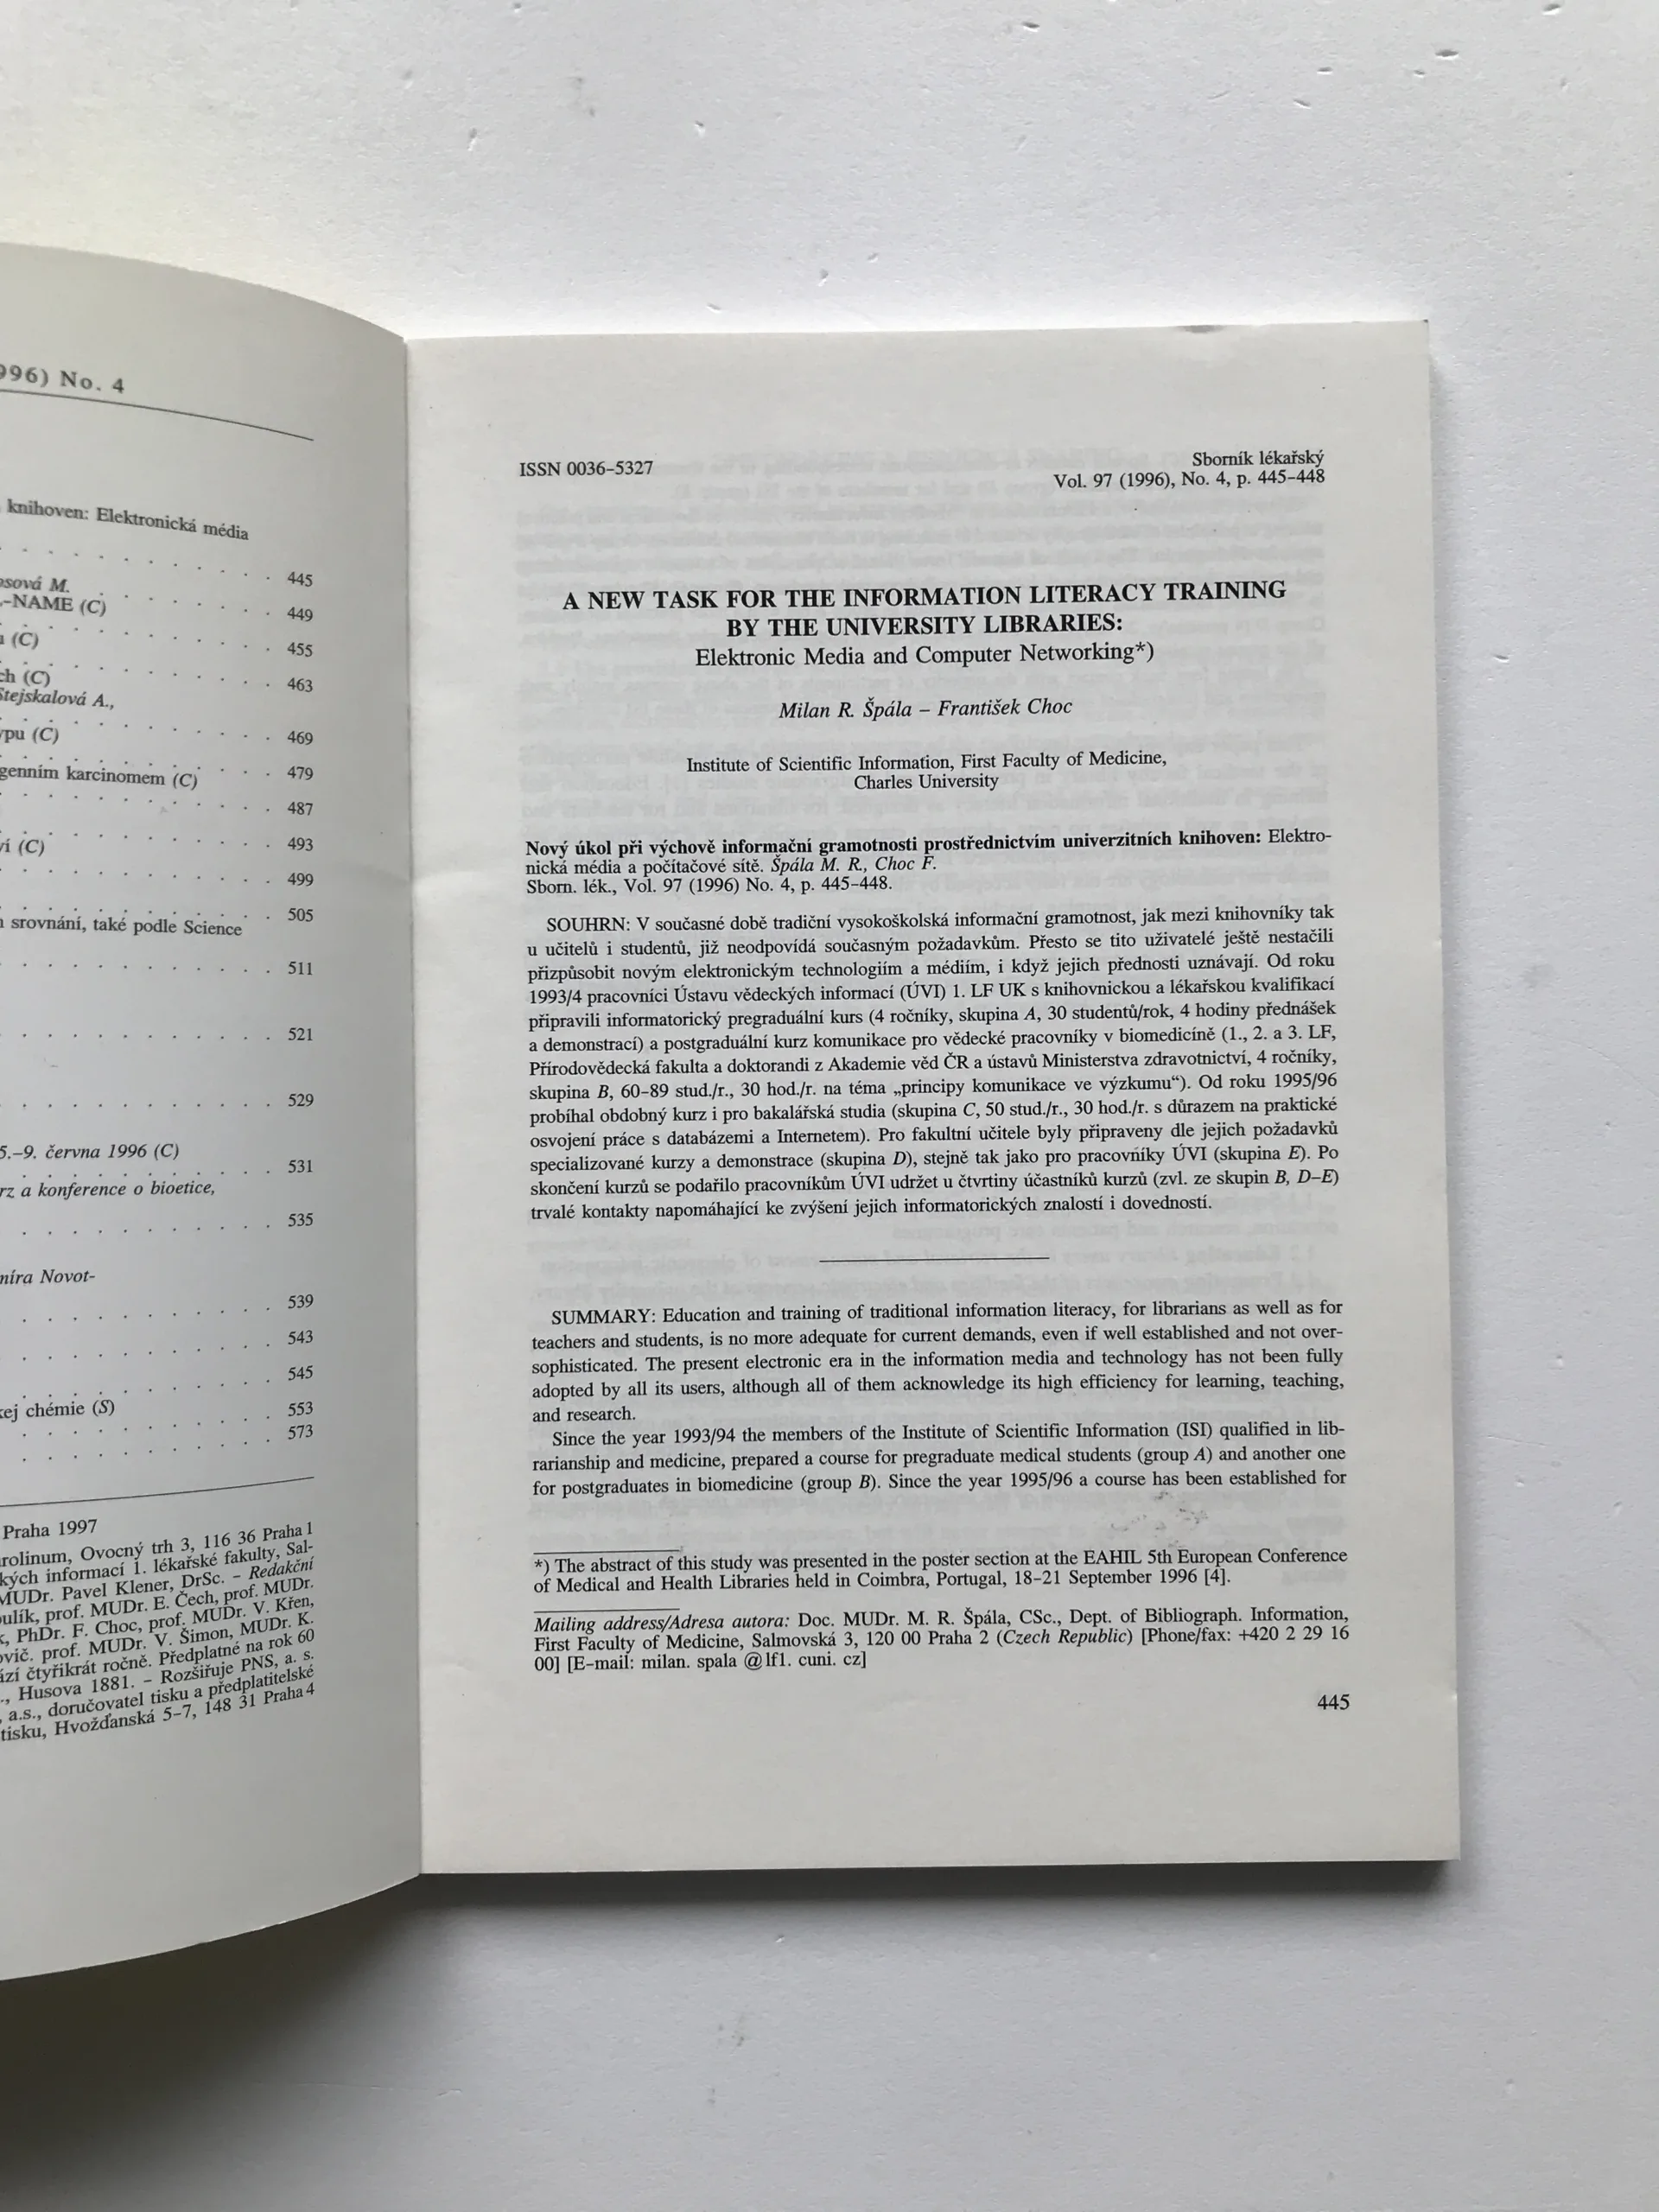 996) No. 4
knihoven: Elektronická média
. . . . . . . . . . 445
osová M.
-NAME (C) . . . . . . . 449
(C) . . . . . . . . 455
ch (C) . . . . . . . 463
Stejskalová A.,
ypu (C) . . . . . . . . 469
genním karcinomem (C) . . . 479
. . . . . . . . . 487
ví (C) . . . . . . . . 493
. . . . . . . . . 499
. . . . . . . . . 505
srovnání, také podle Science
. . . . . . . . . . 511
. . . . . . . . . . 521
. . . . . . . . . . 529
5.–9. června 1996 (C)
. . . . . . . . . . 531
rz a konference o bioetice,
. . . . . . . . . . 535
míra Novot-
. . . . . . . . . . 539
. . . . . . . . . . 543
. . . . . . . . . . 545
kej chémie (S) . . . . . . . 553
. . . . . . . . . . 573
Praha 1997
rolinum, Ovocný trh 3, 116 36 Praha 1
kých informací 1. lékařské fakulty, Sal-
MUDr. Pavel Klener, DrSc. – Redakční
oulík, prof. MUDr. E. Čech, prof. MUDr.
PhDr. F. Choc, prof. MUDr. V. Křen,
ovič. prof. MUDr. V. Šimon, MUDr. K.
ází čtyřikrát ročně. Předplatné na rok 60
., Husova 1881. – Rozšiřuje PNS, a. s.
a.s., doručovatel tisku a předplatitelské
tisku, Hvožďanská 5–7, 148 31 Praha 4
ISSN 0036–5327
Sborník lékařský
Vol. 97 (1996), No. 4, p. 445–448
A NEW TASK FOR THE INFORMATION LITERACY TRAINING
BY THE UNIVERSITY LIBRARIES:
Elektronic Media and Computer Networking*)
Milan R. Špála – František Choc
Institute of Scientific Information, First Faculty of Medicine,
Charles University
Nový úkol při výchově informační gramotnosti prostřednictvím univerzitních knihoven: Elektro-
nická média a počítačové sítě. Špála M. R., Choc F.
Sborn. lék., Vol. 97 (1996) No. 4, p. 445–448.
SOUHRN: V současné době tradiční vysokoškolská informační gramotnost, jak mezi knihovníky tak
u učitelů i studentů, již neodpovídá současným požadavkům. Přesto se tito uživatelé ještě nestačili
přizpůsobit novým elektronickým technologiím a médiím, i když jejich přednosti uznávají. Od roku
1993/4 pracovníci Ústavu vědeckých informací (ÚVI) 1. LF UK s knihovnickou a lékařskou kvalifikací
připravili informatorický pregraduální kurs (4 ročníky, skupina A, 30 studentů/rok, 4 hodiny přednášek
a demonstrací) a postgraduální kurz komunikace pro vědecké pracovníky v biomedicíně (1., 2. a 3. LF,
Přírodovědecká fakulta a doktorandi z Akademie věd ČR a ústavů Ministerstva zdravotnictví, 4 ročníky,
skupina B, 60–89 stud./r., 30 hod./r. na téma „principy komunikace ve výzkumu“). Od roku 1995/96
probíhal obdobný kurz i pro bakalářská studia (skupina C, 50 stud./r., 30 hod./r. s důrazem na praktické
osvojení práce s databázemi a Internetem). Pro fakultní učitele byly připraveny dle jejich požadavků
specializované kurzy a demonstrace (skupina D), stejně tak jako pro pracovníky ÚVI (skupina E). Po
skončení kurzů se podařilo pracovníkům ÚVI udržet u čtvrtiny účastníků kurzů (zvl. ze skupin B, D–E)
trvalé kontakty napomáhající ke zvýšení jejich informatorických znalostí i dovedností.
SUMMARY: Education and training of traditional information literacy, for librarians as well as for
teachers and students, is no more adequate for current demands, even if well established and not over-
sophisticated. The present electronic era in the information media and technology has not been fully
adopted by all its users, although all of them acknowledge its high efficiency for learning, teaching,
and research.
Since the year 1993/94 the members of the Institute of Scientific Information (ISI) qualified in lib-
rarianship and medicine, prepared a course for pregraduate medical students (group A) and another one
for postgraduates in biomedicine (group B). Since the year 1995/96 a course has been established for
*) The abstract of this study was presented in the poster section at the EAHIL 5th European Conference
of Medical and Health Libraries held in Coimbra, Portugal, 18–21 September 1996 [4].
Mailing address/Adresa autora: Doc. MUDr. M. R. Špála, CSc., Dept. of Bibliograph. Information,
First Faculty of Medicine, Salmovská 3, 120 00 Praha 2 (Czech Republic) [Phone/fax: +420 2 29 16
00] [E-mail: milan. spala @ lf1. cuni. cz]
445